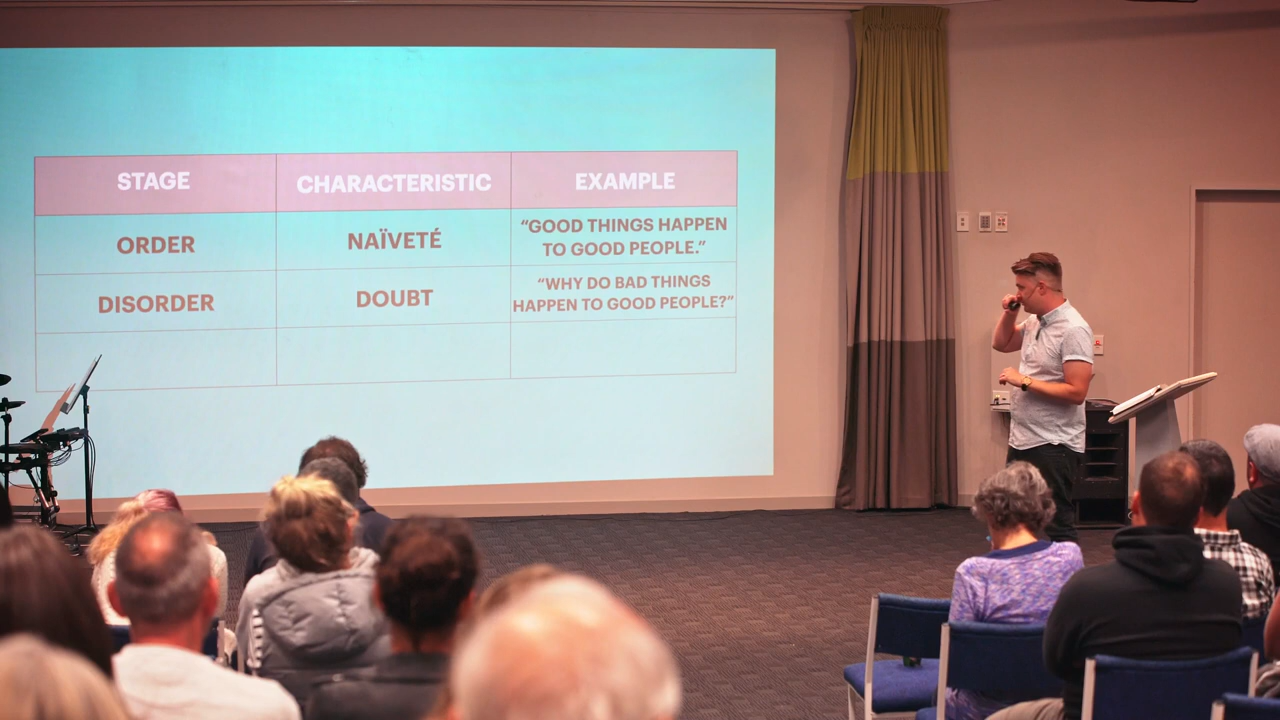 STAGE CHARACTERISTIC EXAMPLE
ORDER NAÏVETÉ “GOOD THINGS HAPPEN
TO GOOD PEOPLE.”
DISORDER DOUBT “WHY DO BAD THINGS
HAPPEN TO GOOD PEOPLE?”